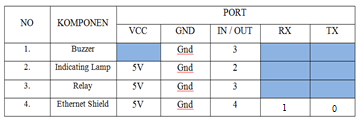 NO KOMPONEN PORT
VCC GND IN / OUT RX TX
1. Buzzer Gnd 3
2. Indicating Lamp 5V Gnd 2
3. Relay 5V Gnd 3
4. Ethernet Shield 5V Gnd 4 1 0